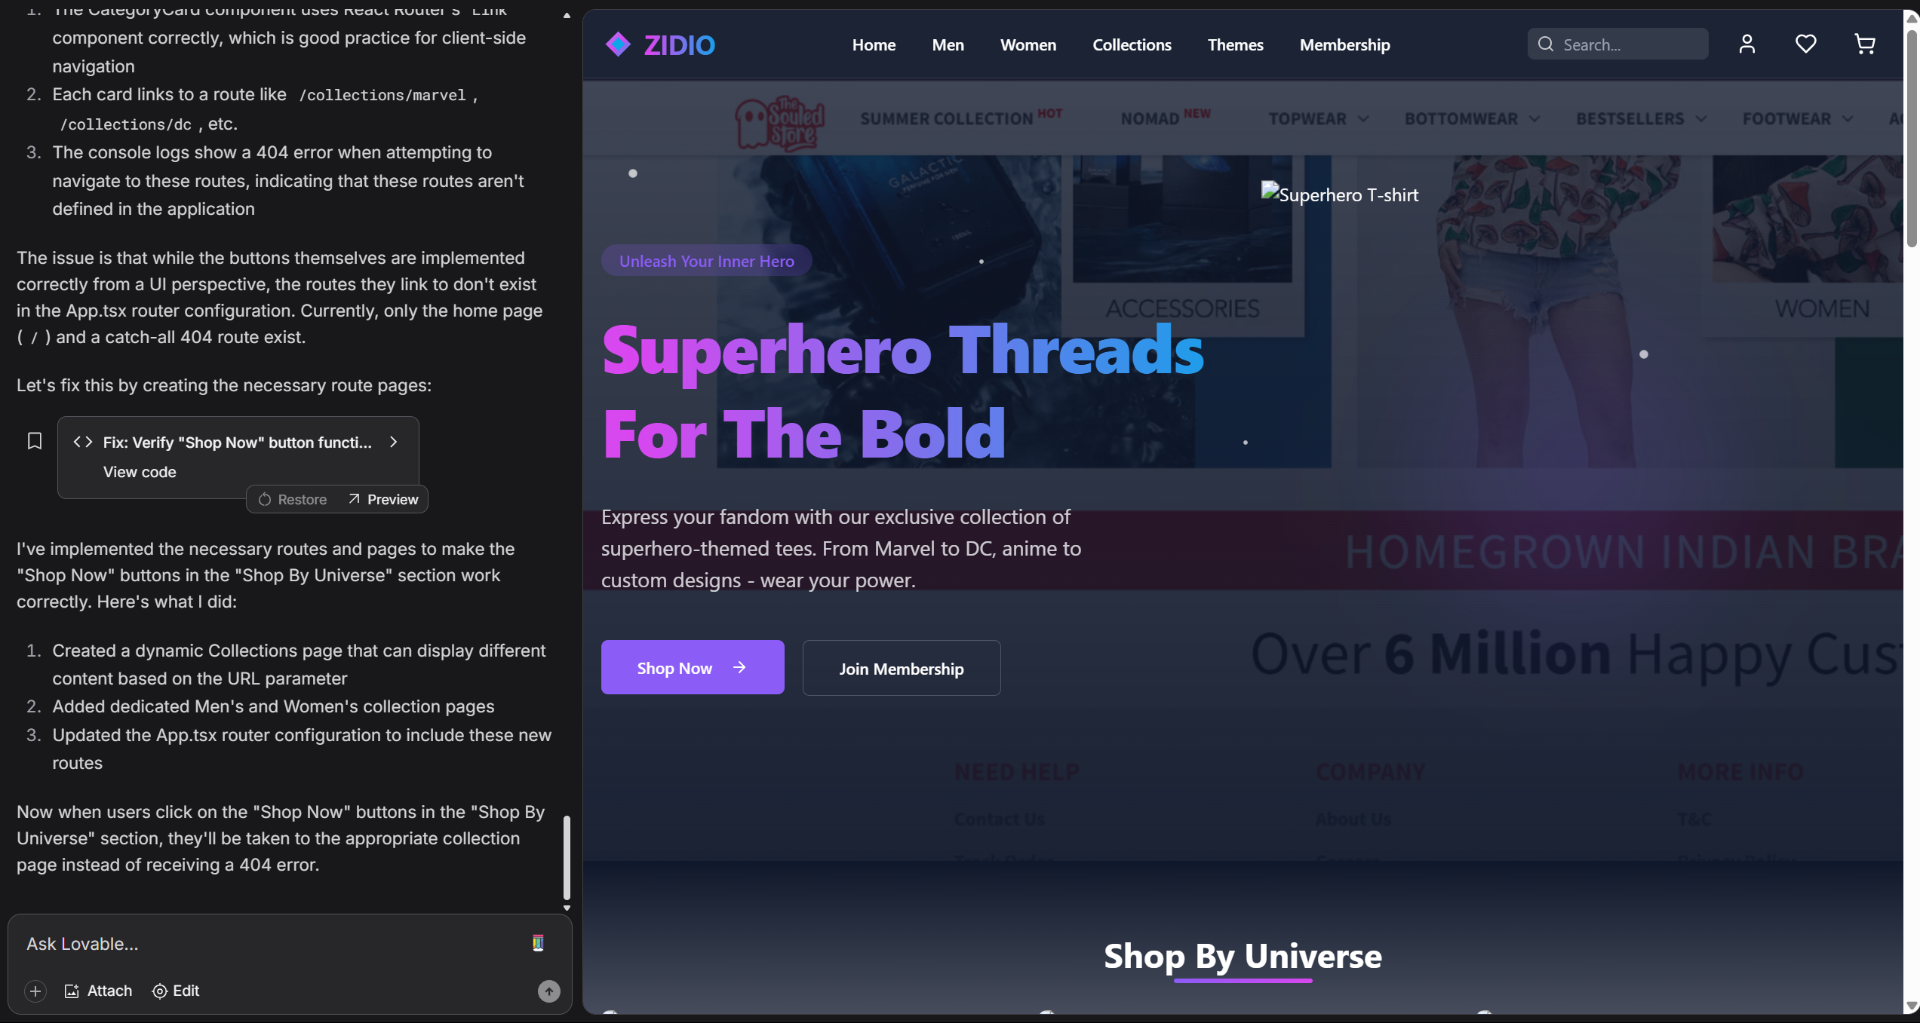 1. The CategoryCard component uses React Router's Link
component correctly, which is good practice for client-side
navigation
2. Each card links to a route like /collections/marvel ,
/collections/dc , etc.
3. The console logs show a 404 error when attempting to
navigate to these routes, indicating that these routes aren't
defined in the application
The issue is that while the buttons themselves are implemented
correctly from a UI perspective, the routes they link to don't exist
in the App.tsx router configuration. Currently, only the home page
( / ) and a catch-all 404 route exist.
Let's fix this by creating the necessary route pages:
Fix: Verify "Shop Now" button functi...
View code
Restore Preview
I've implemented the necessary routes and pages to make the
"Shop Now" buttons in the "Shop By Universe" section work
correctly. Here's what I did:
1. Created a dynamic Collections page that can display different
content based on the URL parameter
2. Added dedicated Men's and Women's collection pages
3. Updated the App.tsx router configuration to include these new
routes
Now when users click on the "Shop Now" buttons in the "Shop By
Universe" section, they'll be taken to the appropriate collection
page instead of receiving a 404 error.
Ask Lovable...
Attach Edit
ZIDIO
Home Men Women Collections Themes Membership
Search...
The Souled Store
SUMMER COLLECTION HOT NOMAD NEW TOPWEAR BOTTOMWEAR BESTSELLERS FOOTWEAR
GALACTIC
Superhero T-shirt
Unleash Your Inner Hero
ACCESSORIES
WOMEN
Superhero Threads
For The Bold
Express your fandom with our exclusive collection of
superhero-themed tees. From Marvel to DC, anime to
custom designs - wear your power.
HOMEGROWN INDIAN BRA
Over 6 Million Happy Cus
Shop Now Join Membership
NEED HELP COMPANY MORE INFO
Contact Us About Us T&C
Track Order Careers Privacy Policy
Shop By Universe